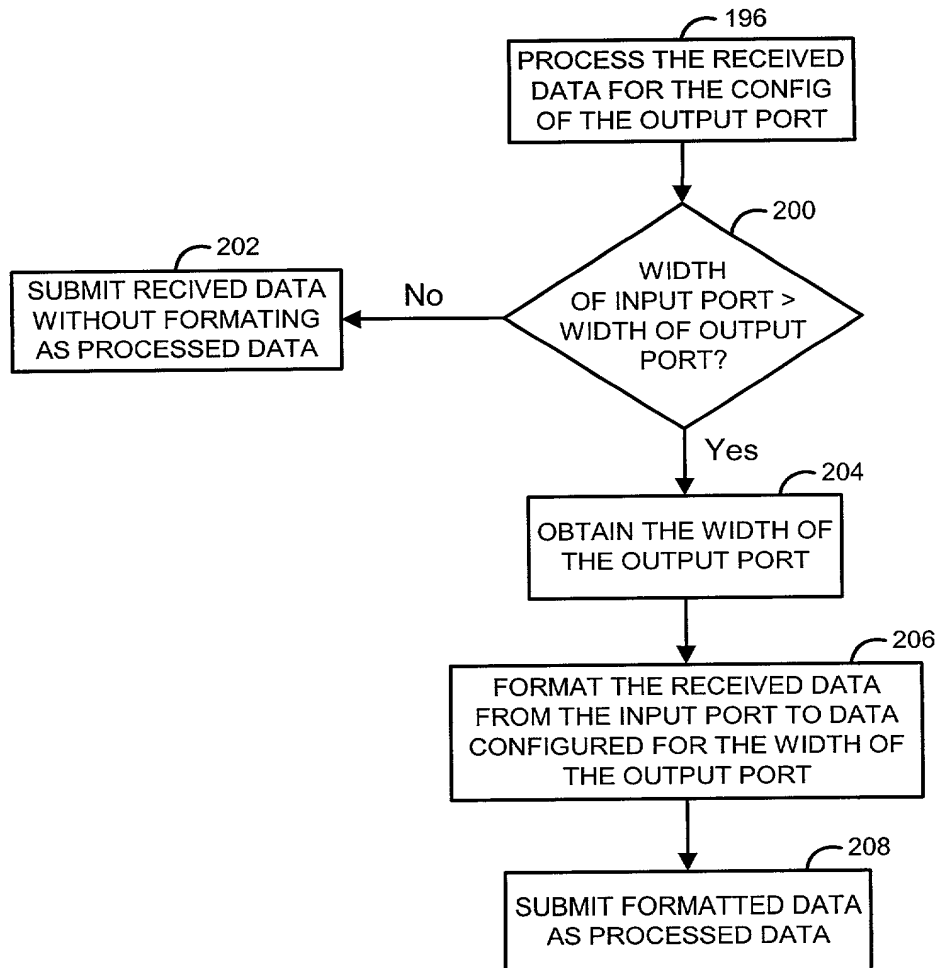 196
PROCESS THE RECEIVED
DATA FOR THE CONFIG
OF THE OUTPUT PORT
200
WIDTH
OF INPUT PORT >
WIDTH OF OUTPUT
PORT?
202
SUBMIT RECIVED DATA
WITHOUT FORMATING
AS PROCESSED DATA
No
Yes
204
OBTAIN THE WIDTH OF
THE OUTPUT PORT
206
FORMAT THE RECEIVED DATA
FROM THE INPUT PORT TO DATA
CONFIGURED FOR THE WIDTH OF
THE OUTPUT PORT
208
SUBMIT FORMATTED DATA
AS PROCESSED DATA